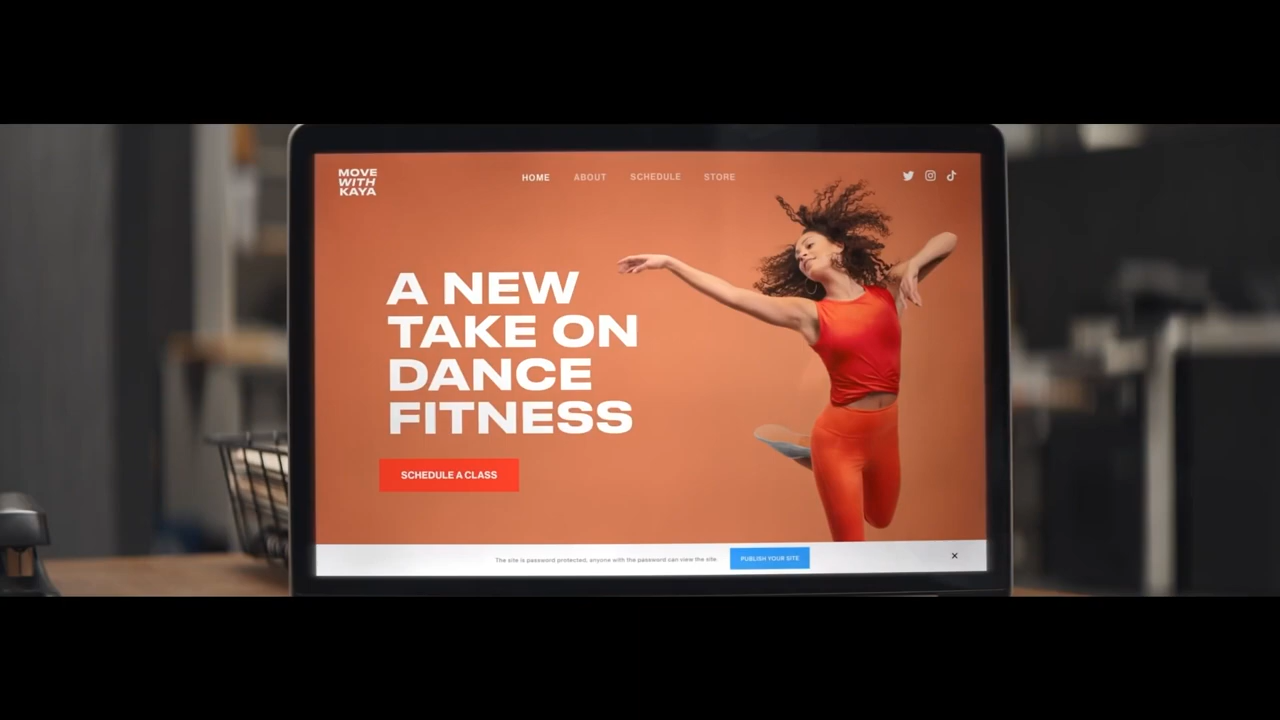 MOVE
WITH
KAYA
HOME ABOUT SCHEDULE STORE
A NEW
TAKE ON
DANCE
FITNESS
SCHEDULE A CLASS
The site is password protected, anyone with the password can view the site.
PUBLISH YOUR SITE